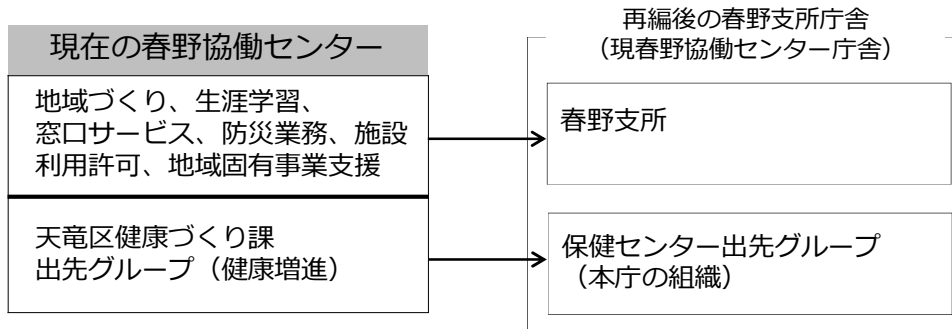 現在の春野協働センター
地域づくり、生涯学習、
窓口サービス、防災業務、施設
利用許可、地域固有事業支援
天竜区健康づくり課
出先グループ（健康増進）
再編後の春野支所庁舎
（現春野協働センター庁舎）
春野支所
保健センター出先グループ
（本庁の組織）